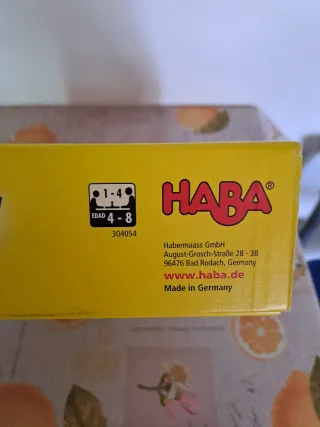 1 - 4
EDAD 4 - 8
304054
HABA®
Habermaass GmbH
August-Grosch-Straße 28 - 38
96476 Bad Rodach, Germany
www.haba.de
Made in Germany